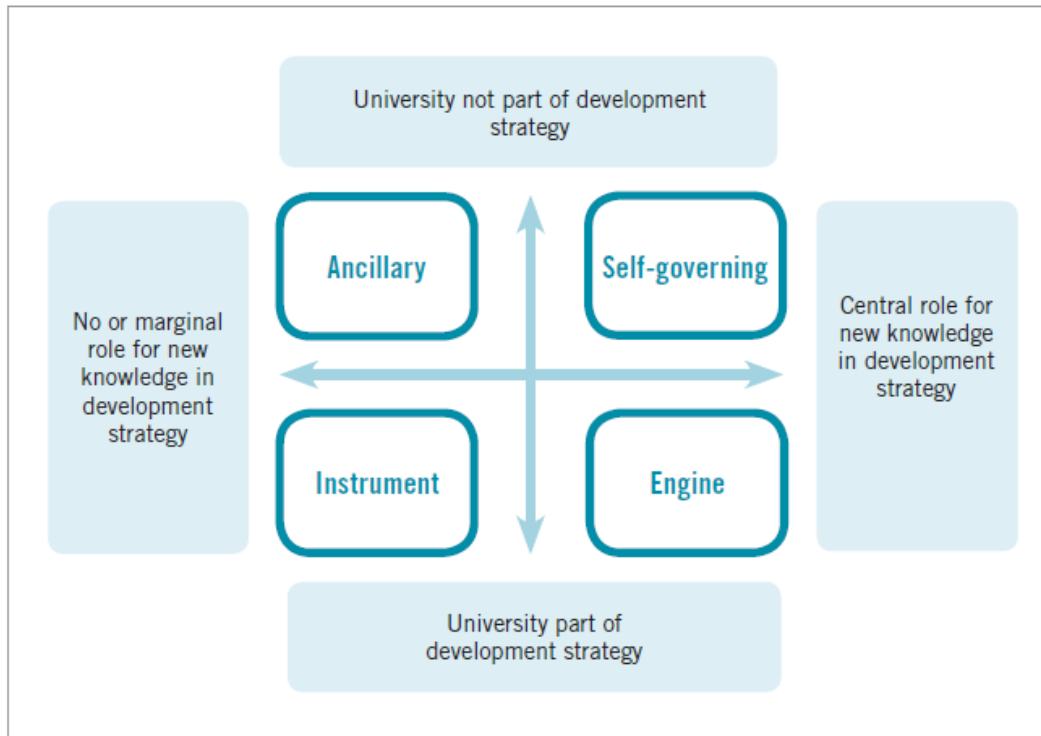 University not part of development
strategy
Ancillary
Self-governing
No or marginal
role for new
knowledge in
development
strategy
Central role for
new knowledge
in development
strategy
Instrument
Engine
University part of
development strategy